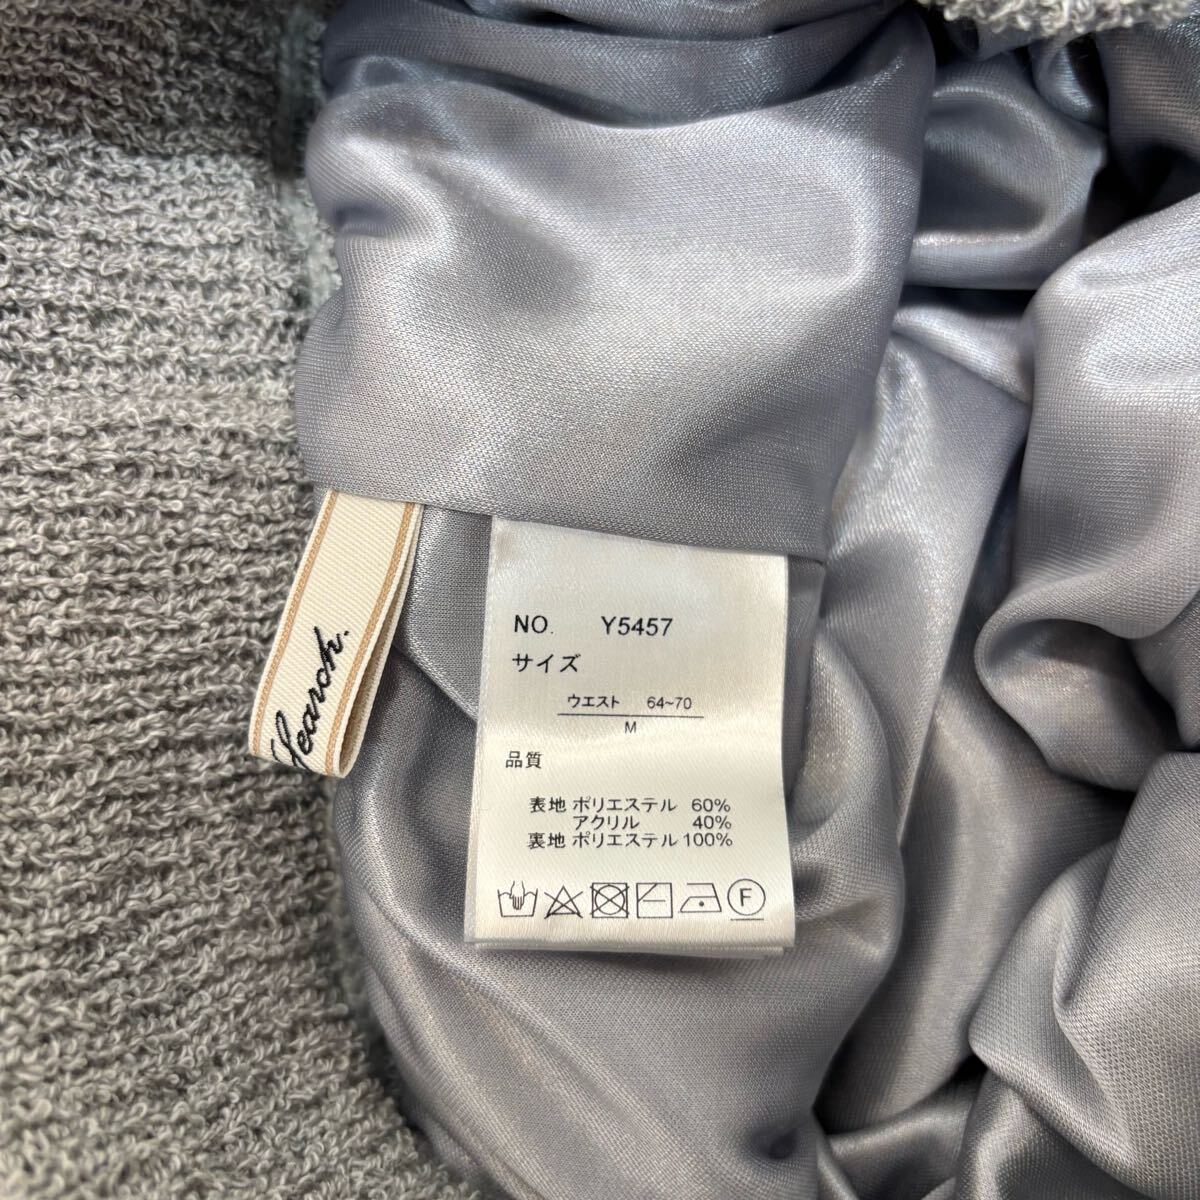 Search.
NO. Y5457
サイズ
ウエスト 64~70
M
品質
表地 ポリエステル 60%
アクリル 40%
裏地 ポリエステル 100%
F